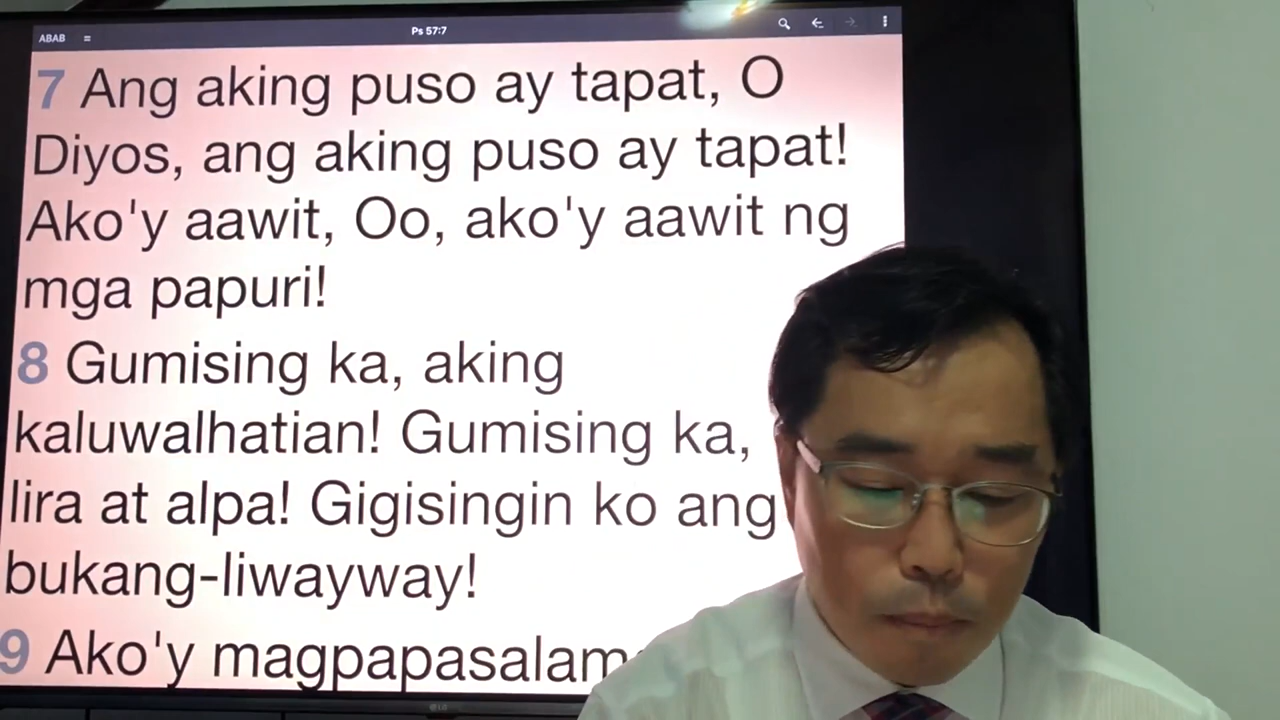 ABAB
Ps 57:7
7 Ang aking puso ay tapat, O
Diyos, ang aking puso ay tapat!
Ako'y aawit, Oo, ako'y aawit ng
mga papuri!
8 Gumising ka, aking
kaluwalhatian! Gumising ka,
lira at alpa! Gigisingin ko ang
bukang-liwayway!
9 Ako'y
LG